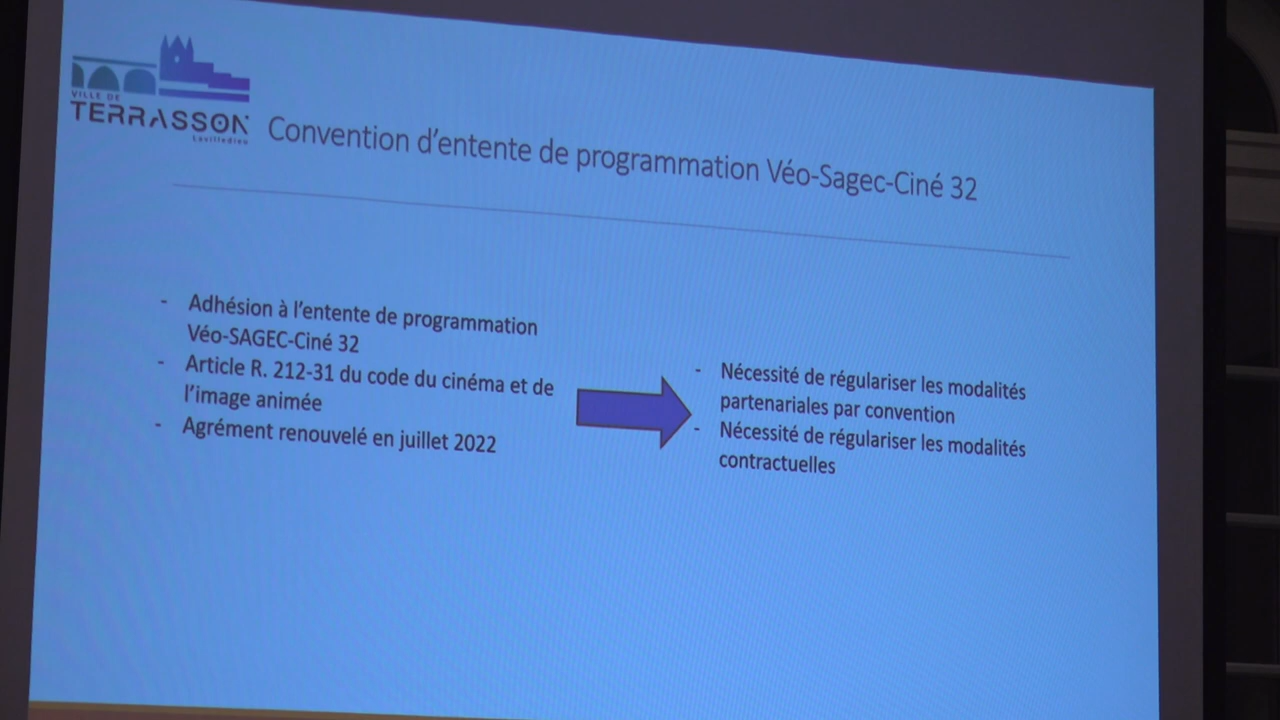 VILLE DE
TERRASSON
Lavilledieu
Convention d'entente de programmation Véo-Sagec-Ciné 32
- Adhésion à l'entente de programmation
Véo-SAGEC-Ciné 32
- Article R. 212-31 du code du cinéma et de
l'image animée
- Agrément renouvelé en juillet 2022
- Nécessité de régulariser les modalités
partenariales par convention
- Nécessité de régulariser les modalités
contractuelles